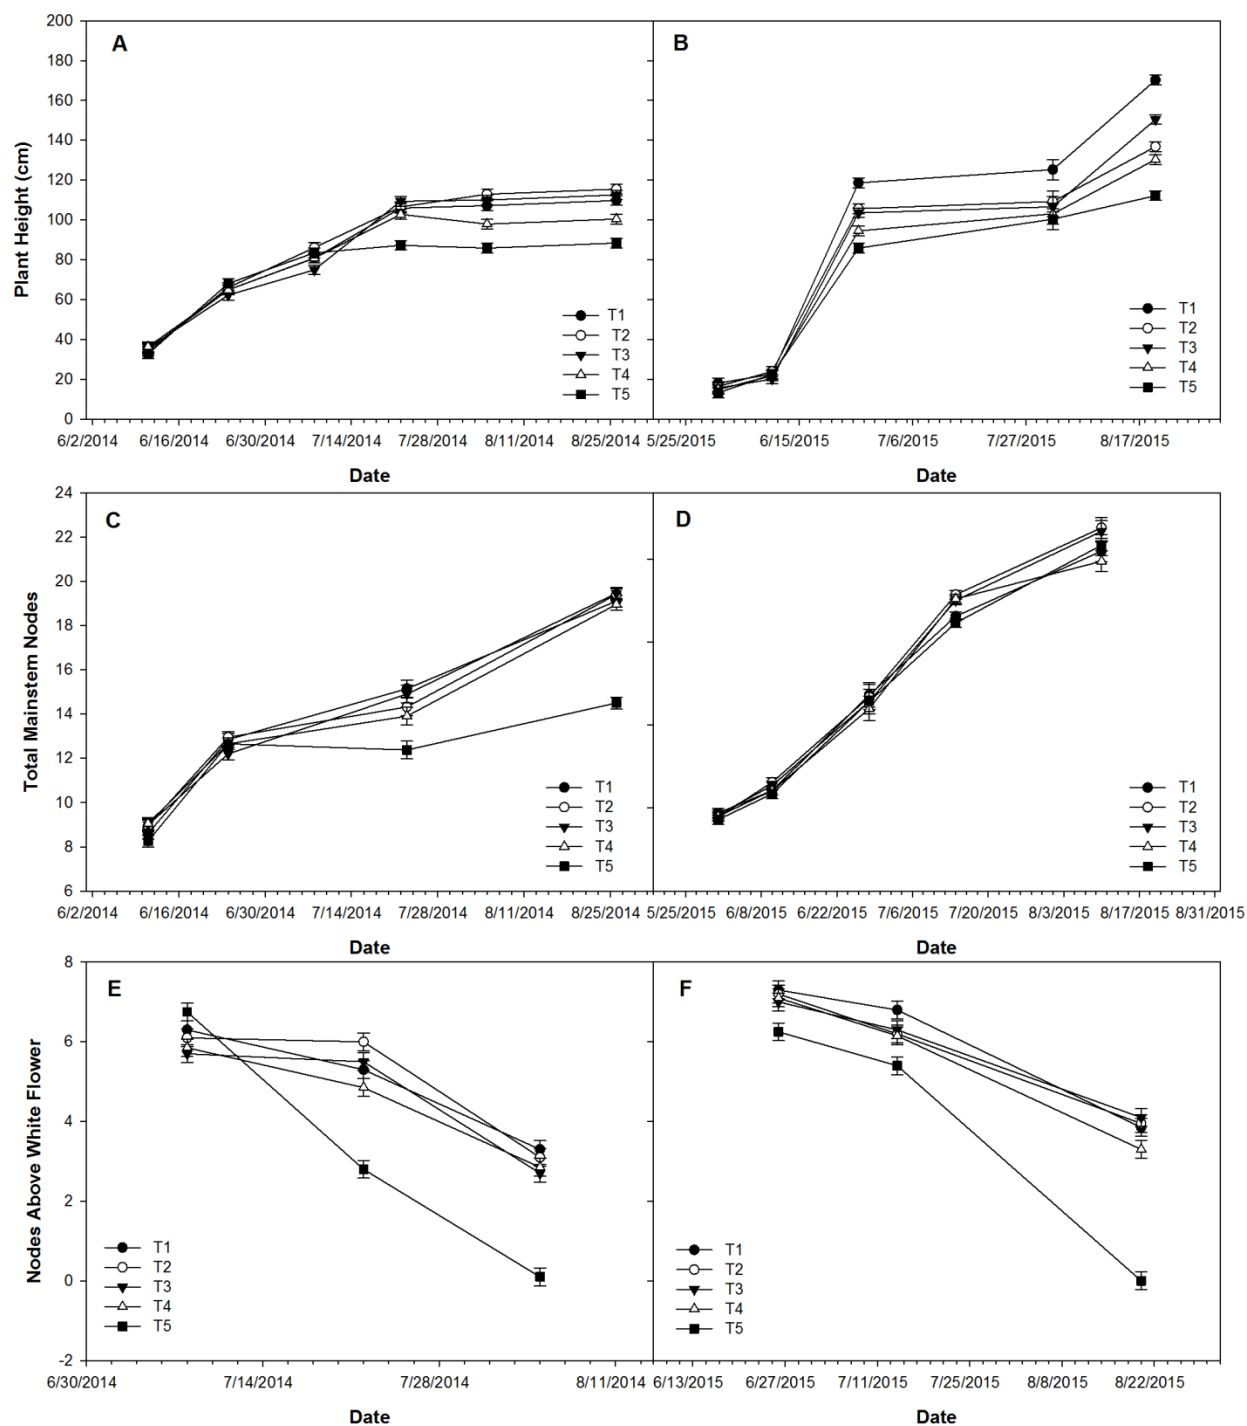 200
180
160
140
120
100
80
60
40
20
0
Plant Height (cm)
A
T1
T2
T3
T4
T5
6/2/2014 6/16/2014 6/30/2014 7/14/2014 7/28/2014 8/11/2014 8/25/2014
Date
B
T1
T2
T3
T4
T5
5/25/2015 6/15/2015 7/6/2015 7/27/2015 8/17/2015
Date
24
22
20
18
16
14
12
10
8
6
Total Mainstem Nodes
C
T1
T2
T3
T4
T5
6/2/2014 6/16/2014 6/30/2014 7/14/2014 7/28/2014 8/11/2014 8/25/2014
Date
D
T1
T2
T3
T4
T5
5/25/2015 6/8/2015 6/22/2015 7/6/2015 7/20/2015 8/3/2015 8/17/2015 8/31/2015
Date
8
6
4
2
0
-2
Nodes Above White Flower
E
T1
T2
T3
T4
T5
6/30/2014 7/14/2014 7/28/2014 8/11/2014
Date
F
T1
T2
T3
T4
T5
6/13/2015 6/27/2015 7/11/2015 7/25/2015 8/8/2015 8/22/2015
Date